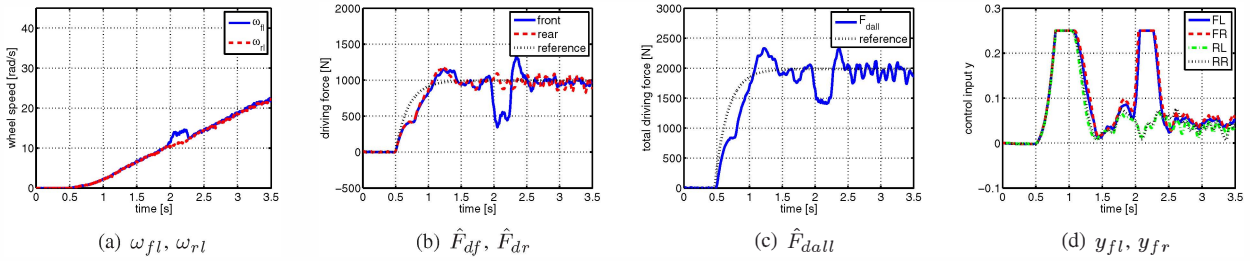 wheel speed [rad/s]
40
30
20
10
0
0 0.5 1 1.5 2 2.5 3 3.5
time [s]
ω_fl
ω_rl
(a) ω_fl, ω_rl
driving force [N]
2000
1500
1000
500
0
−500
0 0.5 1 1.5 2 2.5 3 3.5
time [s]
front
rear
reference
(b) F̂_df, F̂_dr
total driving force [N]
3000
2500
2000
1500
1000
500
0
0 0.5 1 1.5 2 2.5 3 3.5
time [s]
F_dall
reference
(c) F̂_dall
control input y
0.3
0.2
0.1
0
−0.1
0 0.5 1 1.5 2 2.5 3 3.5
time [s]
FL
FR
RL
RR
(d) y_fl, y_fr